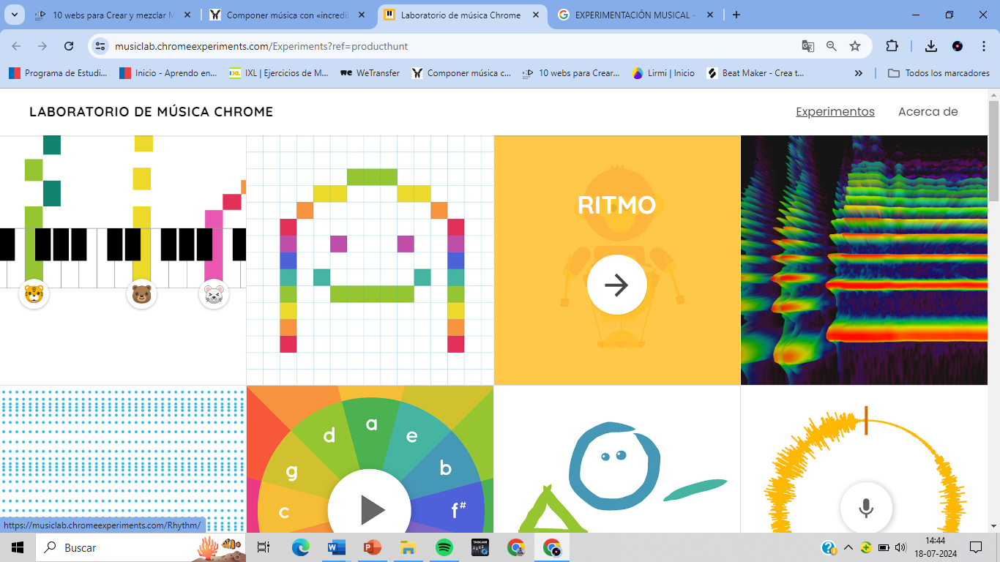 10 webs para Crear y mezclar M
Componer música con «incredib
Laboratorio de música Chrome
EXPERIMENTACIÓN MUSICAL -
musiclab.chromeexperiments.com/Experiments?ref=producthunt
Programa de Estudi...
Inicio - Aprendo en...
IXL | Ejercicios de M...
WeTransfer
Componer música c...
10 webs para Crear...
Lirmi | Inicio
Beat Maker - Crea t...
Todos los marcadores
LABORATORIO DE MÚSICA CHROME
Experimentos
Acerca de
RITMO
d a e
g b
c f#
https://musiclab.chromeexperiments.com/Rhythm/
Buscar
14:44
18-07-2024